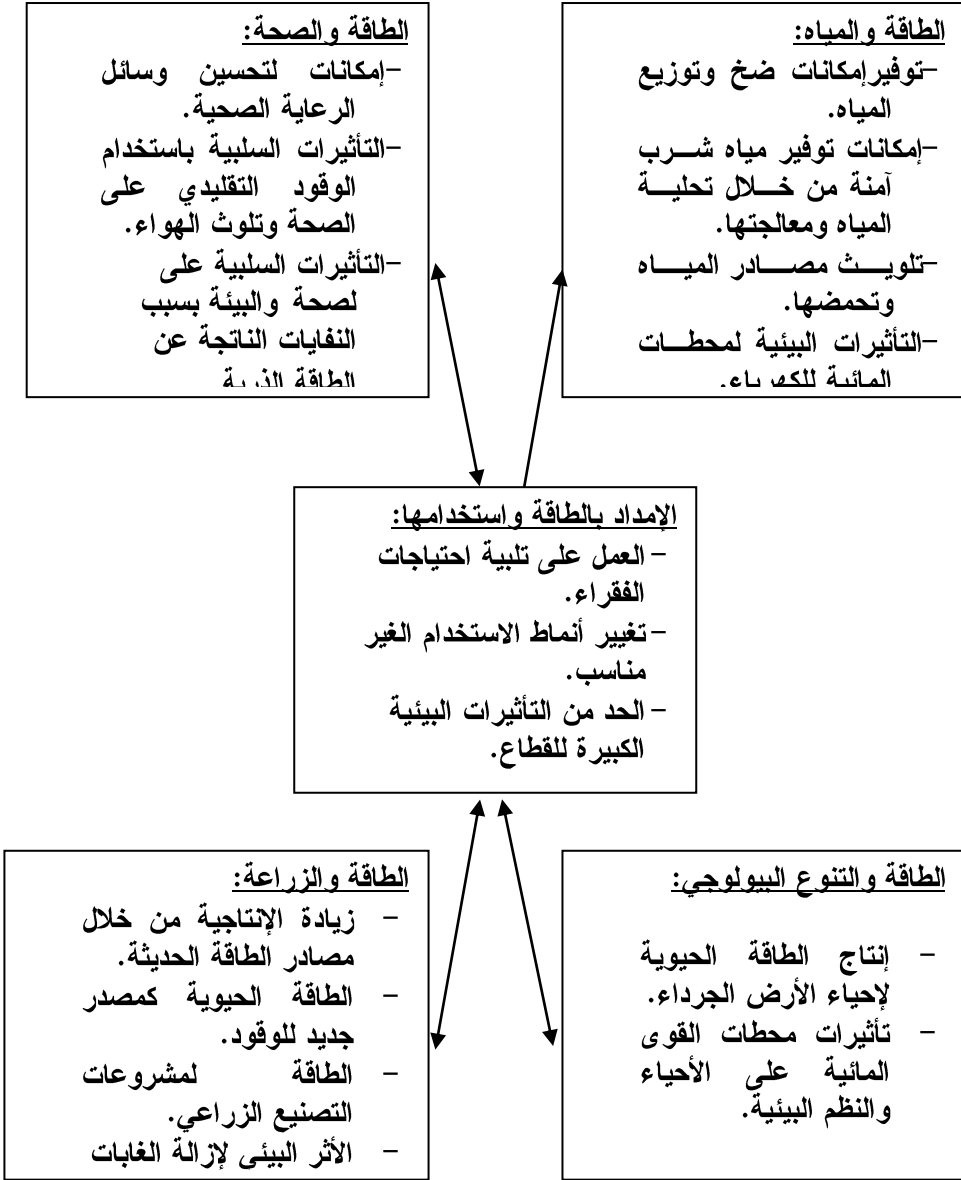 الطاقة والمياه:
-توفيرإمكانات ضخ وتوزيع
المياه.
-إمكانات توفير مياه شرب
آمنة من خلال تحلية
المياه ومعالجتها.
-تلويث مصادر المياه
وتحمضها.
-التأثيرات البيئية لمحطات
المائية للكهرباء.
الطاقة والصحة:
-إمكانات لتحسين وسائل
الرعاية الصحية.
-التأثيرات السلبية باستخدام
الوقود التقليدي على
الصحة وتلوث الهواء.
-التأثيرات السلبية على
لصحة والبيئة بسبب
النفايات الناتجة عن
الطاقة الذرية
الإمداد بالطاقة واستخدامها:
- العمل على تلبية احتياجات
الفقراء.
- تغيير أنماط الاستخدام الغير
مناسب.
- الحد من التأثيرات البيئية
الكبيرة للقطاع.
الطاقة والتنوع البيولوجي:
- إنتاج الطاقة الحيوية
لإحياء الأرض الجرداء.
- تأثيرات محطات القوى
المائية على الأحياء
والنظم البيئية.
الطاقة والزراعة:
- زيادة الإنتاجية من خلال
مصادر الطاقة الحديثة.
- الطاقة الحيوية كمصدر
جديد للوقود.
- الطاقة لمشروعات
التصنيع الزراعي.
- الأثر البيئي لإزالة الغابات